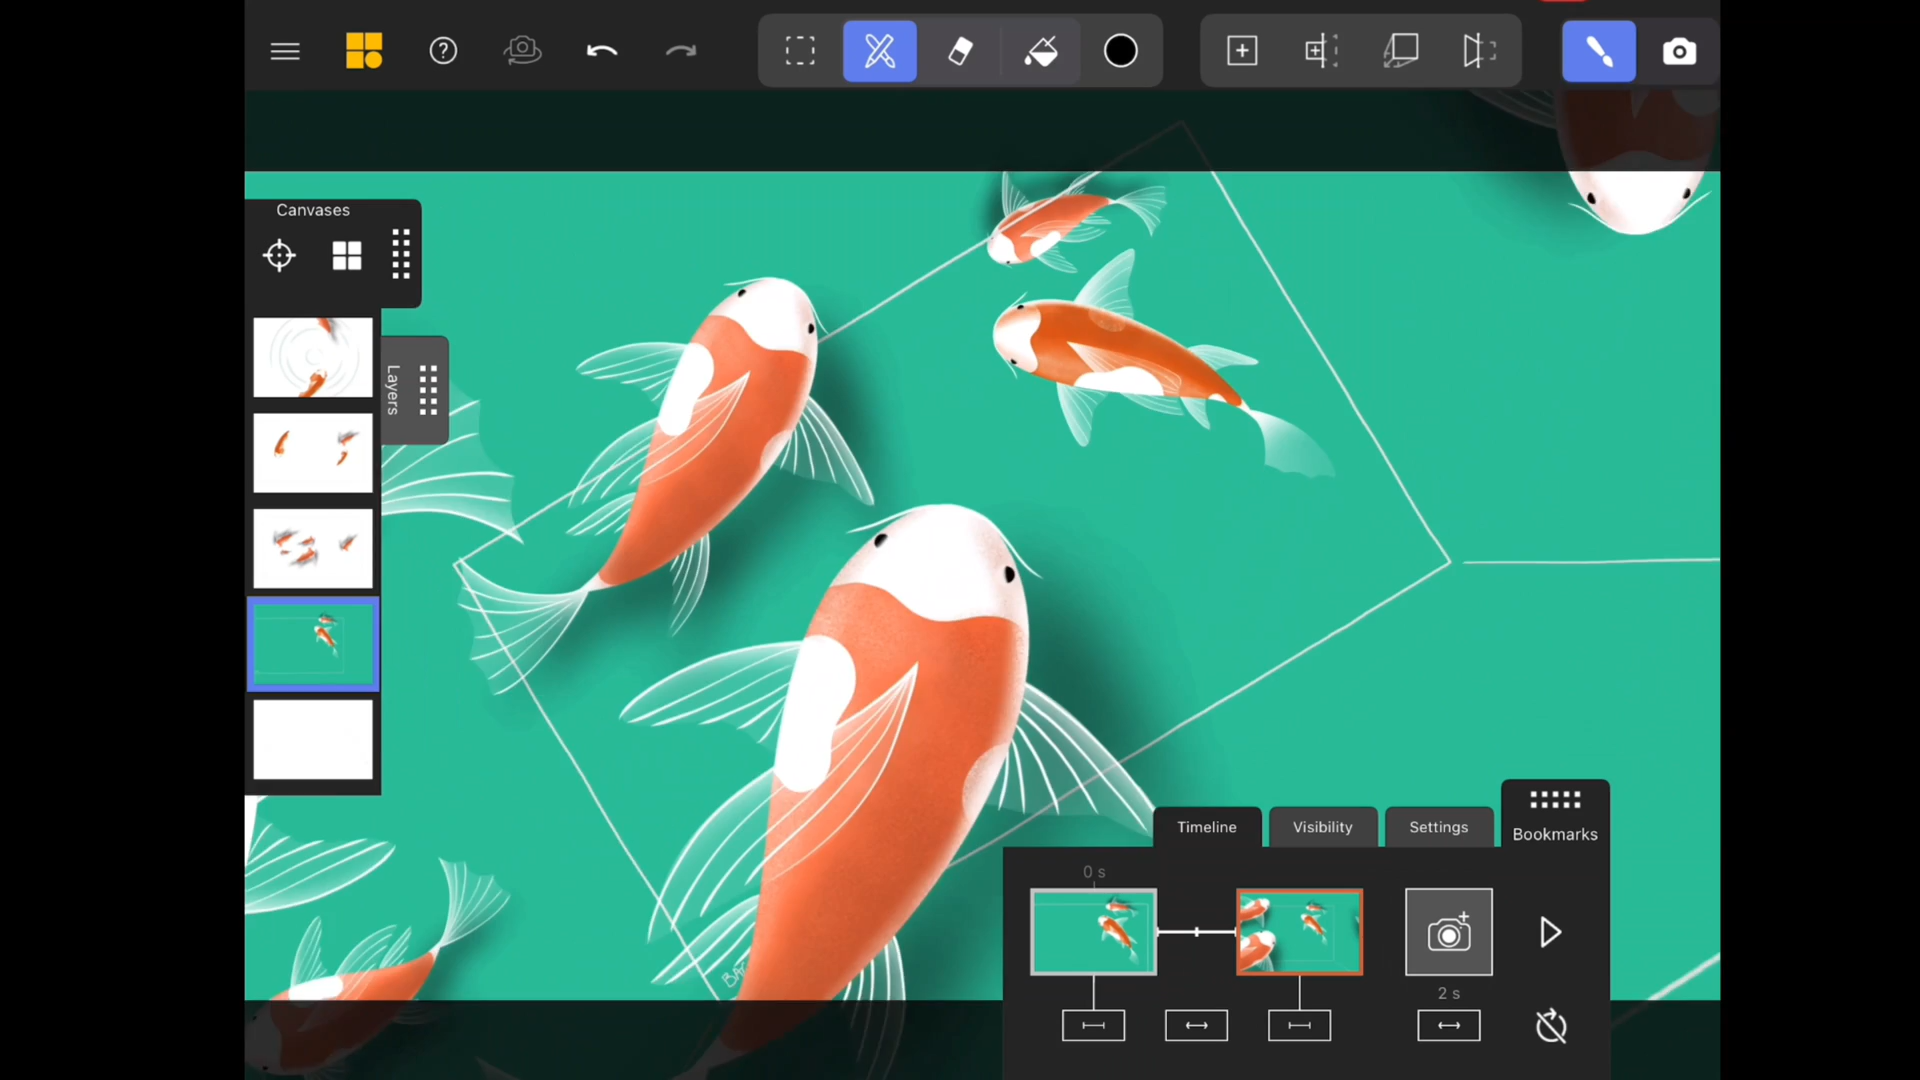 Canvases
Layers
Timeline
Visibility
Settings
Bookmarks
0 s
2 s